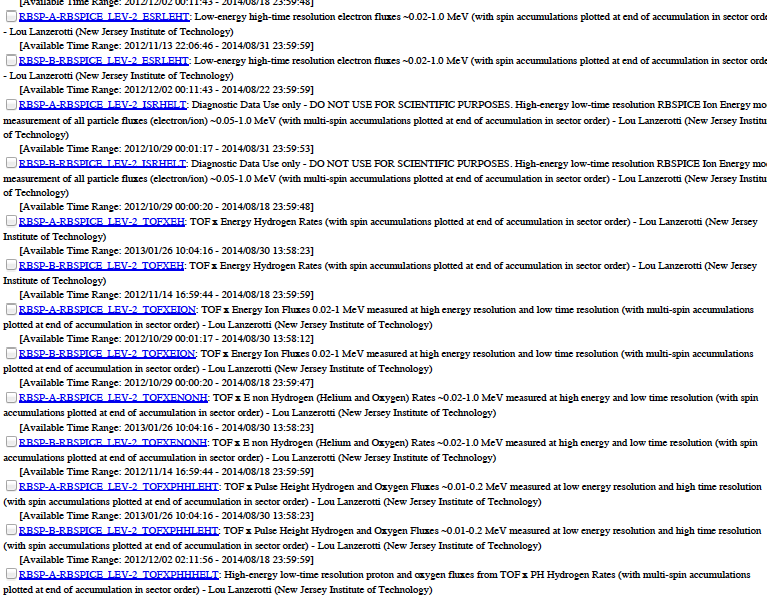 [Available Time Range: 2012/12/02 00:11:43 - 2014/08/18 23:59:48]
RBSP-A-RBSPICE_LEV-2_ESRLEHT: Low-energy high-time resolution electron fluxes ~0.02-1.0 MeV (with spin accumulations plotted at end of accumulation in sector orde
- Lou Lanzerotti (New Jersey Institute of Technology)
[Available Time Range: 2012/11/13 22:06:46 - 2014/08/31 23:59:59]
RBSP-B-RBSPICE_LEV-2_ESRLEHT: Low-energy high-time resolution electron fluxes ~0.02-1.0 MeV (with spin accumulations plotted at end of accumulation in sector orde
- Lou Lanzerotti (New Jersey Institute of Technology)
[Available Time Range: 2012/12/02 00:11:43 - 2014/08/22 23:59:59]
RBSP-A-RBSPICE_LEV-2_ISRHELT: Diagnostic Data Use only - DO NOT USE FOR SCIENTIFIC PURPOSES. High-energy low-time resolution RBSPICE Ion Energy mo
measurement of all particle fluxes (electron/ion) ~0.05-1.0 MeV (with multi-spin accumulations plotted at end of accumulation in sector order) - Lou Lanzerotti (New Jersey Institu
of Technology)
[Available Time Range: 2012/10/29 00:01:17 - 2014/08/31 23:59:53]
RBSP-B-RBSPICE_LEV-2_ISRHELT: Diagnostic Data Use only - DO NOT USE FOR SCIENTIFIC PURPOSES. High-energy low-time resolution RBSPICE Ion Energy mo
measurement of all particle fluxes (electron/ion) ~0.05-1.0 MeV (with multi-spin accumulations plotted at end of accumulation in sector order) - Lou Lanzerotti (New Jersey Institu
of Technology)
[Available Time Range: 2012/10/29 00:00:20 - 2014/08/18 23:59:48]
RBSP-A-RBSPICE_LEV-2_TOFXEH: TOF x Energy Hydrogen Rates (with spin accumulations plotted at end of accumulation in sector order) - Lou Lanzerotti (New Jersey
Institute of Technology)
[Available Time Range: 2013/01/26 10:04:16 - 2014/08/30 13:58:23]
RBSP-B-RBSPICE_LEV-2_TOFXEH: TOF x Energy Hydrogen Rates (with spin accumulations plotted at end of accumulation in sector order) - Lou Lanzerotti (New Jersey
Institute of Technology)
[Available Time Range: 2012/11/14 16:59:44 - 2014/08/18 23:59:59]
RBSP-A-RBSPICE_LEV-2_TOFXEION: TOF x Energy Ion Fluxes 0.02-1 MeV measured at high energy resolution and low time resolution (with multi-spin accumulations
plotted at end of accumulation in sector order) - Lou Lanzerotti (New Jersey Institute of Technology)
[Available Time Range: 2012/10/29 00:01:17 - 2014/08/30 13:58:12]
RBSP-B-RBSPICE_LEV-2_TOFXEION: TOF x Energy Ion Fluxes 0.02-1 MeV measured at high energy resolution and low time resolution (with multi-spin accumulations
plotted at end of accumulation in sector order) - Lou Lanzerotti (New Jersey Institute of Technology)
[Available Time Range: 2012/10/29 00:00:20 - 2014/08/18 23:59:47]
RBSP-A-RBSPICE_LEV-2_TOFXENONH: TOF x E non Hydrogen (Helium and Oxygen) Rates ~0.02-1.0 MeV measured at high energy and low time resolution (with spin
accumulations plotted at end of accumulation in sector order) - Lou Lanzerotti (New Jersey Institute of Technology)
[Available Time Range: 2013/01/26 10:04:16 - 2014/08/30 13:58:23]
RBSP-B-RBSPICE_LEV-2_TOFXENONH: TOF x E non Hydrogen (Helium and Oxygen) Rates ~0.02-1.0 MeV measured at high energy and low time resolution (with spin
accumulations plotted at end of accumulation in sector order) - Lou Lanzerotti (New Jersey Institute of Technology)
[Available Time Range: 2012/11/14 16:59:44 - 2014/08/18 23:59:59]
RBSP-A-RBSPICE_LEV-2_TOFXPHHLEHT: TOF x Pulse Height Hydrogen and Oxygen Fluxes ~0.01-0.2 MeV measured at low energy resolution and high time resolution
(with spin accumulations plotted at end of accumulation in sector order) - Lou Lanzerotti (New Jersey Institute of Technology)
[Available Time Range: 2013/01/26 10:04:16 - 2014/08/30 13:58:23]
RBSP-B-RBSPICE_LEV-2_TOFXPHHLEHT: TOF x Pulse Height Hydrogen and Oxygen Fluxes ~0.01-0.2 MeV measured at low energy resolution and high time resolution
(with spin accumulations plotted at end of accumulation in sector order) - Lou Lanzerotti (New Jersey Institute of Technology)
[Available Time Range: 2012/12/02 02:11:56 - 2014/08/18 23:59:59]
RBSP-A-RBSPICE_LEV-2_TOFXPHHHELT: High-energy low-time resolution proton and oxygen fluxes from TOF x PH Hydrogen Rates (with multi-spin accumulations
plotted at end of accumulation in sector order) - Lou Lanzerotti (New Jersey Institute of Technology)